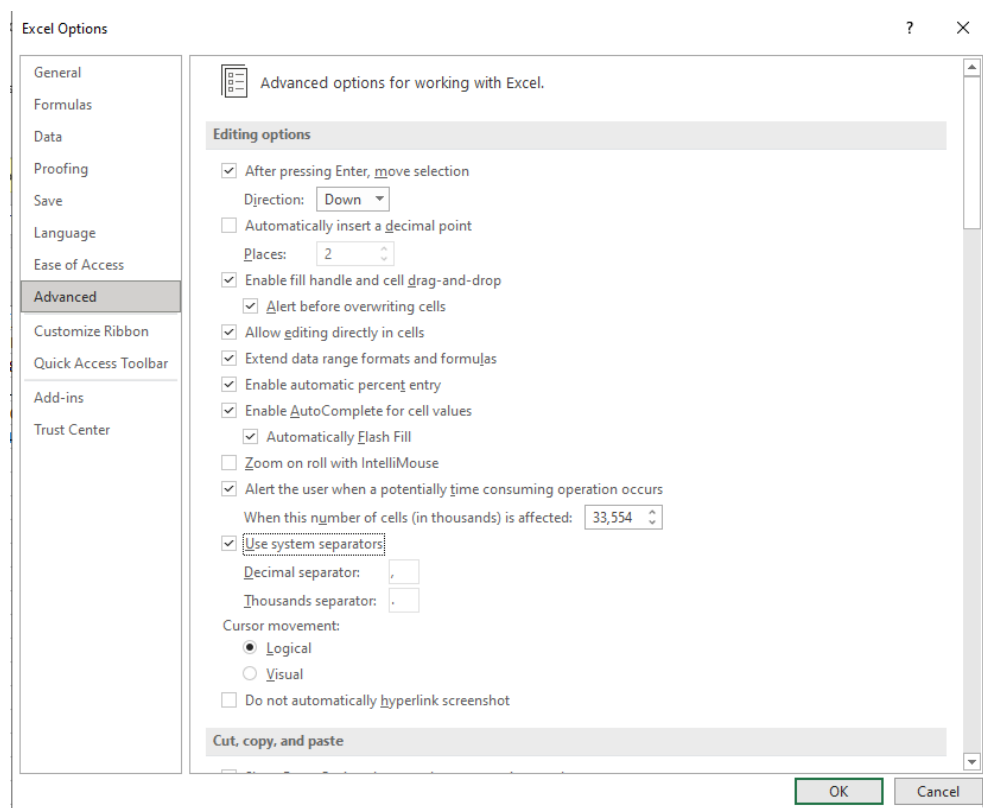 Excel Options ?
General
Formulas
Data
Proofing
Save
Language
Ease of Access
Advanced
Customize Ribbon
Quick Access Toolbar
Add-ins
Trust Center
Advanced options for working with Excel.
Editing options
After pressing Enter, move selection
Direction: Down
Automatically insert a decimal point
Places: 2
Enable fill handle and cell drag-and-drop
Alert before overwriting cells
Allow editing directly in cells
Extend data range formats and formulas
Enable automatic percent entry
Enable AutoComplete for cell values
Automatically Flash Fill
Zoom on roll with IntelliMouse
Alert the user when a potentially time consuming operation occurs
When this number of cells (in thousands) is affected: 33,554
Use system separators
Decimal separator: ,
Thousands separator: .
Cursor movement:
Logical
Visual
Do not automatically hyperlink screenshot
Cut, copy, and paste
OK Cancel